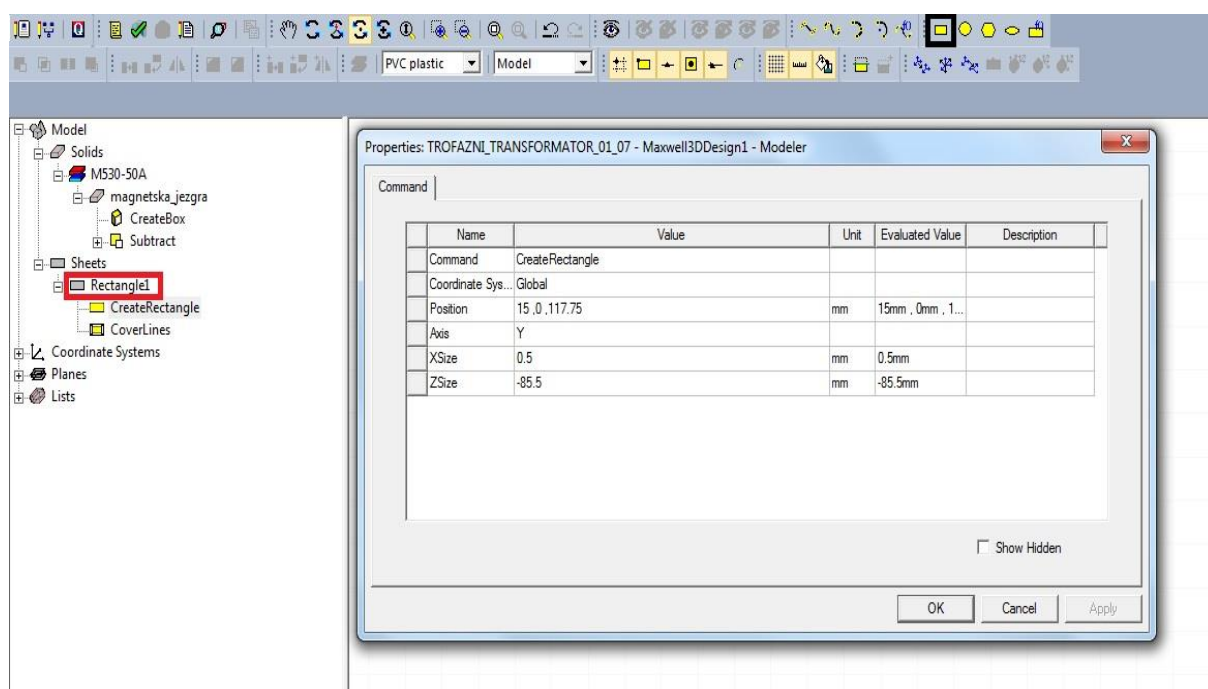 PVC plastic Model
Model
Solids
M530-50A
magnetska_jezgra
CreateBox
Subtract
Sheets
Rectangle1
CreateRectangle
CoverLines
Coordinate Systems
Planes
Lists
Properties: TROFAZNI_TRANSFORMATOR_01_07 - Maxwell3DDesign1 - Modeler
Command
Name Value Unit Evaluated Value Description
Command CreateRectangle
Coordinate Sys... Global
Position 15 ,0 ,117.75 mm 15mm , 0mm , 1...
Axis Y
XSize 0.5 mm 0.5mm
ZSize -85.5 mm -85.5mm
Show Hidden
OK Cancel Apply